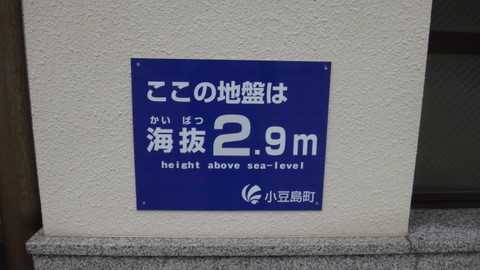 ここの地盤は
かい ばつ
海抜2.9m
height above sea-level
小豆島町